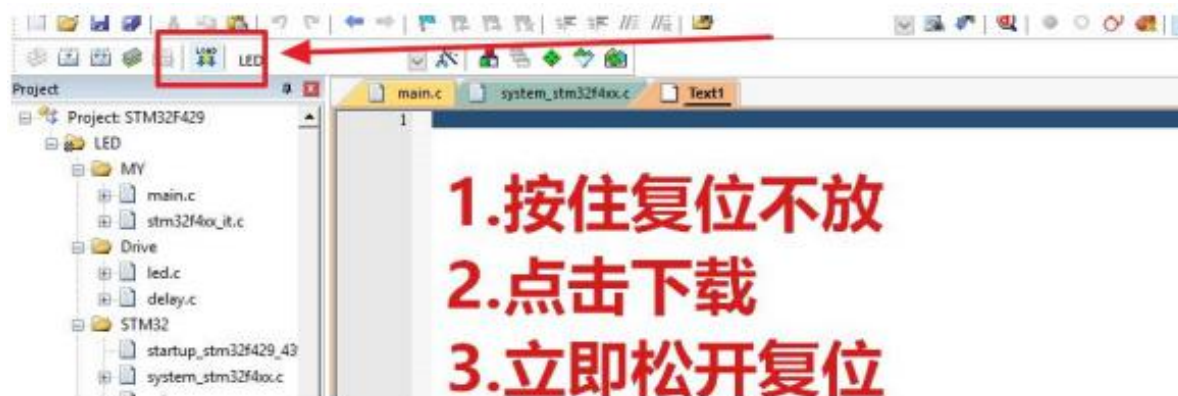 LOAD
LED
Project
main.c
system_stm32f4xx.c
Text1
Project: STM32F429
1
LED
MY
main.c
stm32f4xx_it.c
Drive
led.c
delay.c
STM32
startup_stm32f429_43
system_stm32f4xx.c
1.按住复位不放
2.点击下载
3.立即松开复位